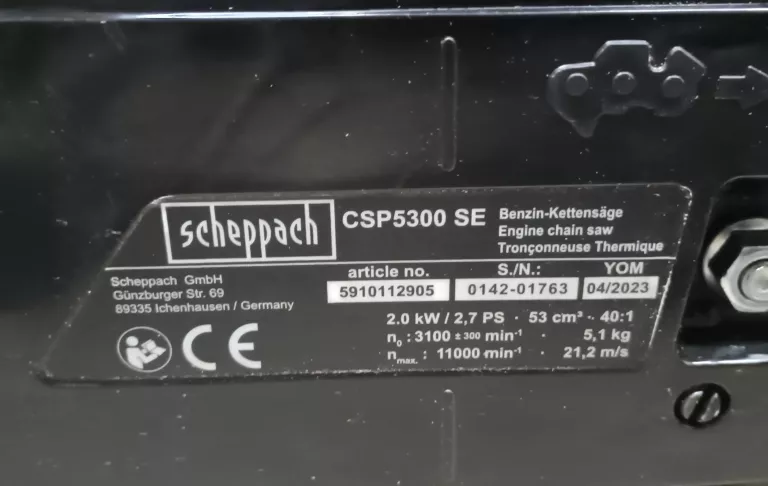 scheppach
CSP5300 SE
Benzin-Kettensäge
Engine chain saw
Tronçonneuse Thermique
Scheppach GmbH
Günzburger Str. 69
89335 Ichenhausen / Germany
article no. S./N.: YOM
5910112905 0142-01763 04/2023
2.0 kW / 2,7 PS · 53 cm³ · 40:1
n₀ : 3100 ± 300 min⁻¹ · 5,1 kg
nmax. : 11000 min⁻¹ · 21,2 m/s
CE